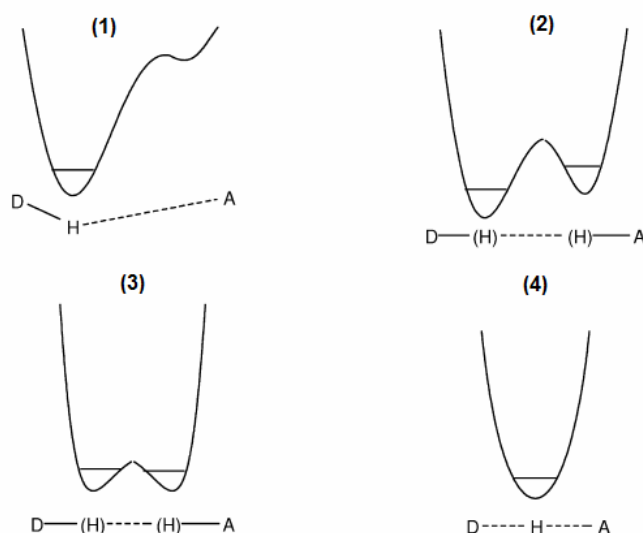 (1)
D
H
A
(2)
D—(H)------(H)—A
(3)
D—(H)-----(H)—A
(4)
D-----H-----A